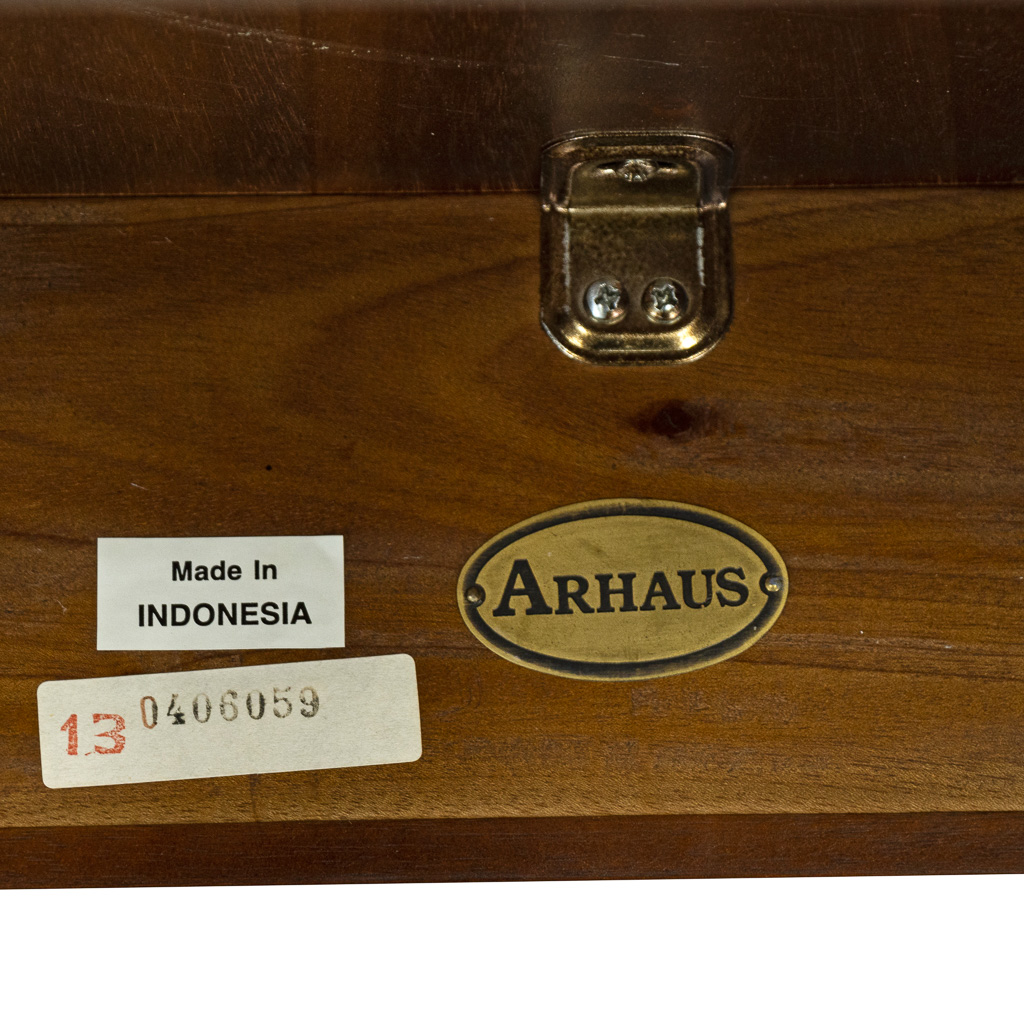 Made In
INDONESIA
ARHAUS
13 0406059